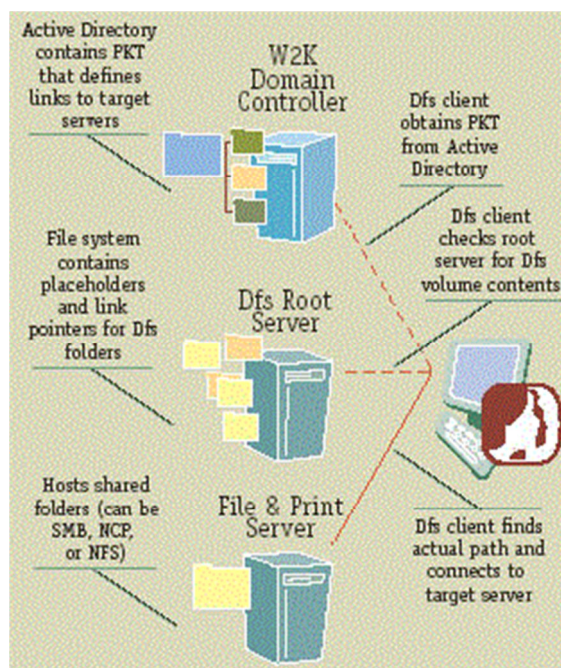 Active Directory
contains PKT
that defines
links to target
servers
W2K
Domain
Controller
Dfs client
obtains PKT
from Active
Directory
File system
contains
placeholders
and link
pointers for Dfs
folders
Dfs Root
Server
Dfs client
checks root
server for Dfs
volume contents
Hosts shared
folders (can be
SMB, NCP,
or NFS)
File & Print
Server
Dfs client finds
actual path and
connects to
target server